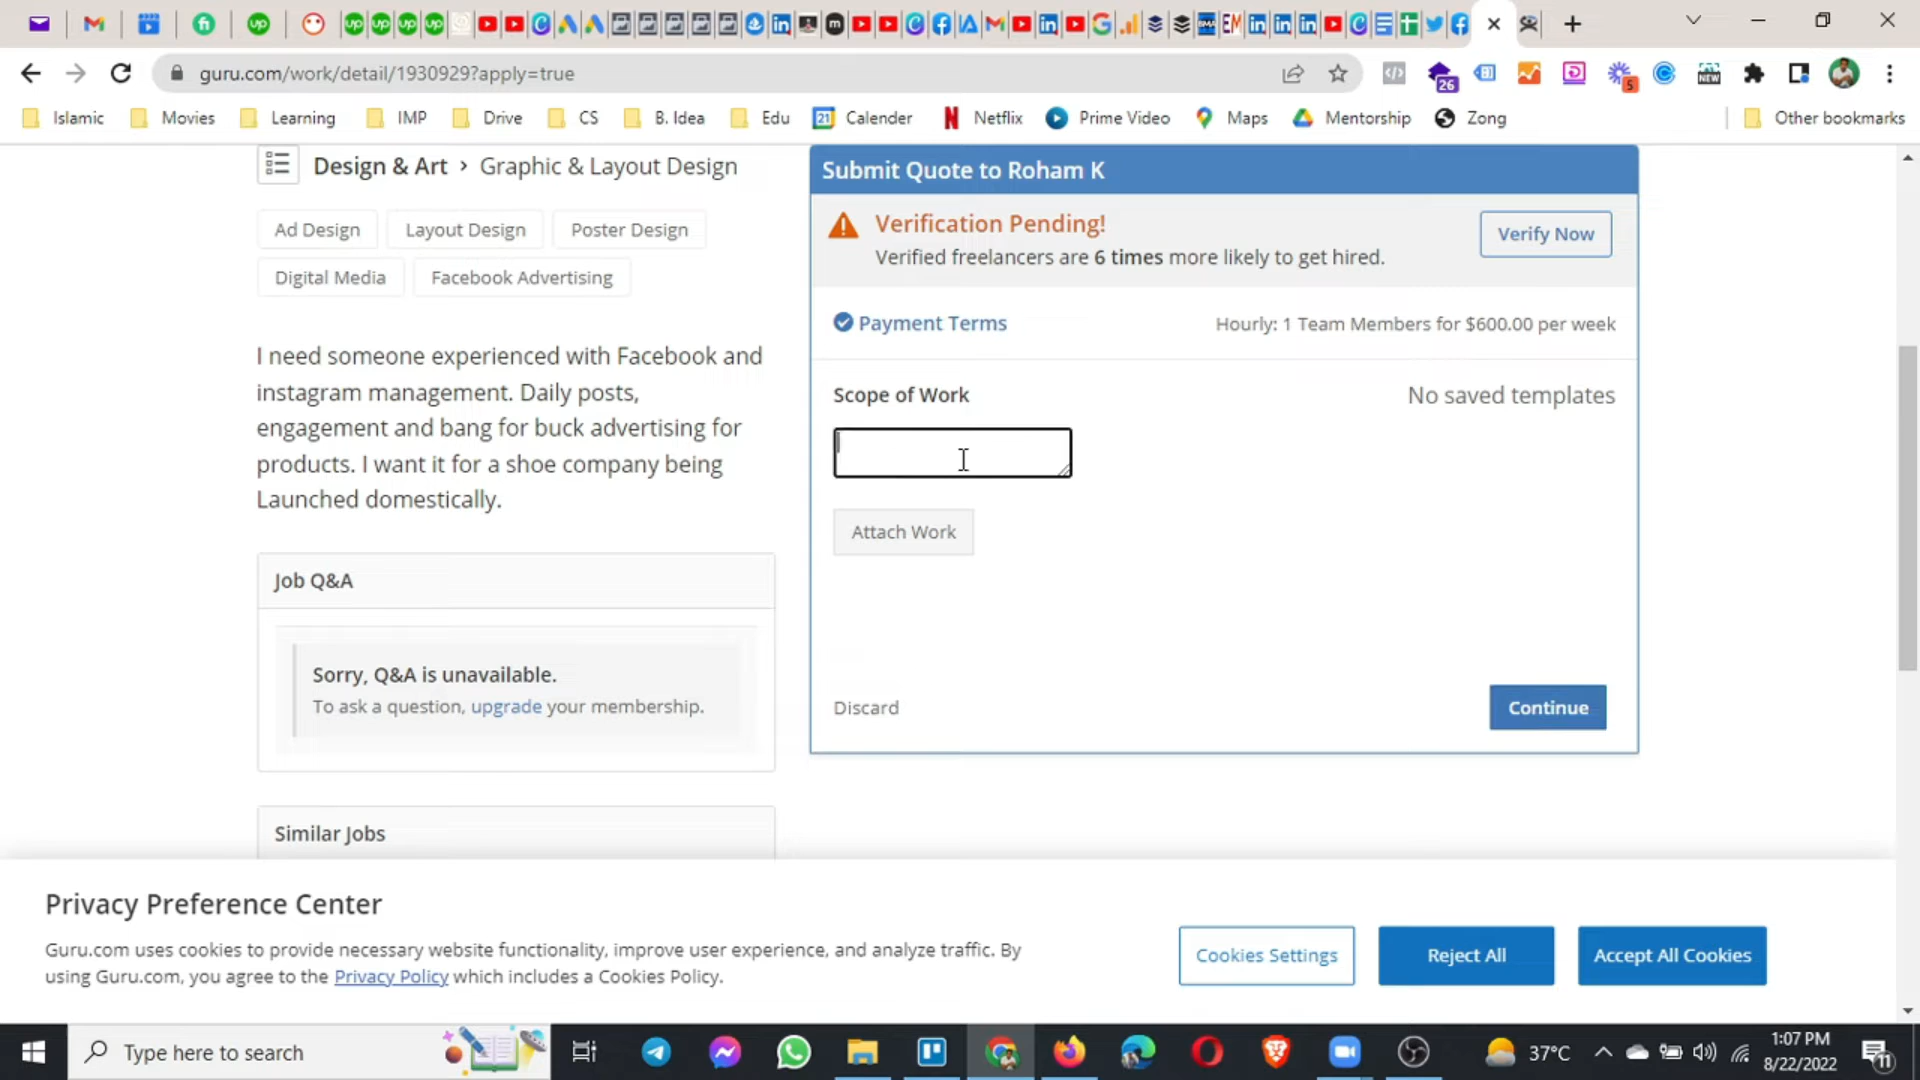 guru.com/work/detail/1930929?apply=true
26
5
NEW
Islamic
Movies
Learning
IMP
Drive
CS
B. Idea
Edu
Calender
Netflix
Prime Video
Maps
Mentorship
Zong
Other bookmarks
Design & Art › Graphic & Layout Design
Ad Design
Layout Design
Poster Design
Digital Media
Facebook Advertising
I need someone experienced with Facebook and
instagram management. Daily posts,
engagement and bang for buck advertising for
products. I want it for a shoe company being
Launched domestically.
Job Q&A
Sorry, Q&A is unavailable.
To ask a question, upgrade your membership.
Similar Jobs
Submit Quote to Roham K
Verification Pending!
Verified freelancers are 6 times more likely to get hired.
Verify Now
Payment Terms
Hourly: 1 Team Members for $600.00 per week
Scope of Work
No saved templates
Attach Work
Discard
Continue
Privacy Preference Center
Guru.com uses cookies to provide necessary website functionality, improve user experience, and analyze traffic. By
using Guru.com, you agree to the Privacy Policy which includes a Cookies Policy.
Cookies Settings
Reject All
Accept All Cookies
Type here to search
37°C
1:07 PM
8/22/2022
11